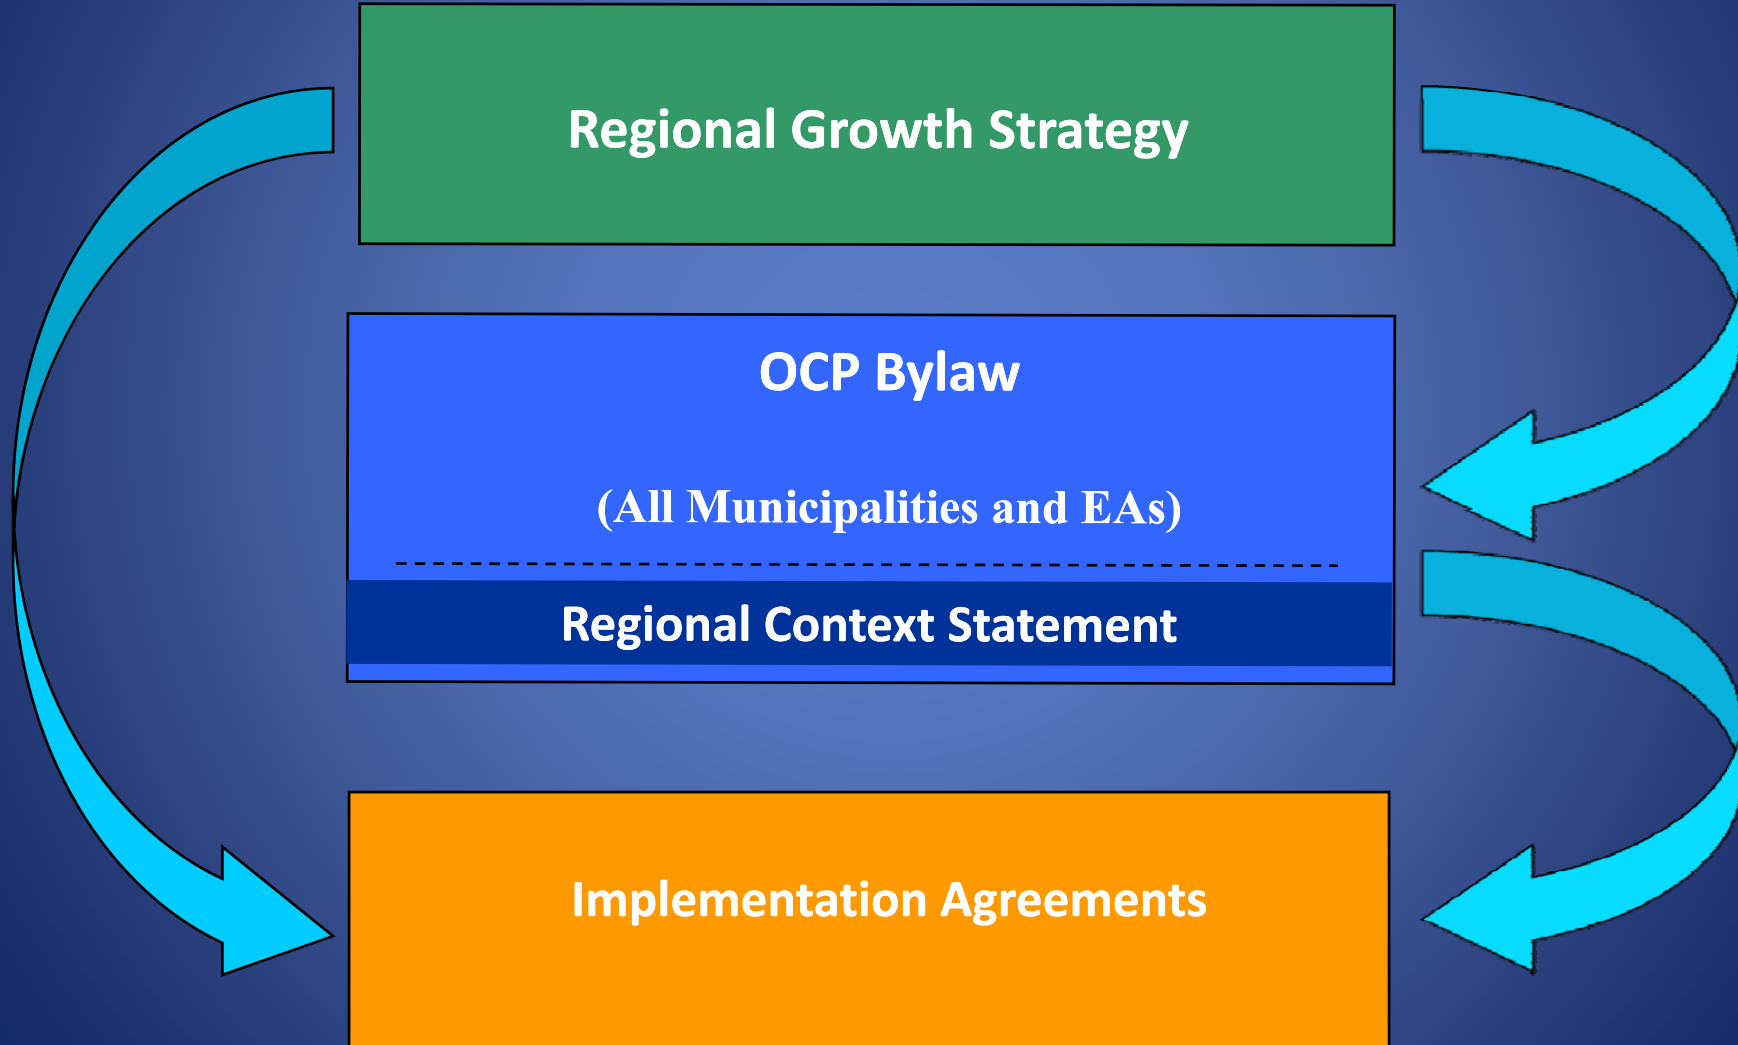 Regional Growth Strategy
OCP Bylaw
(All Municipalities and EAs)
Regional Context Statement
Implementation Agreements